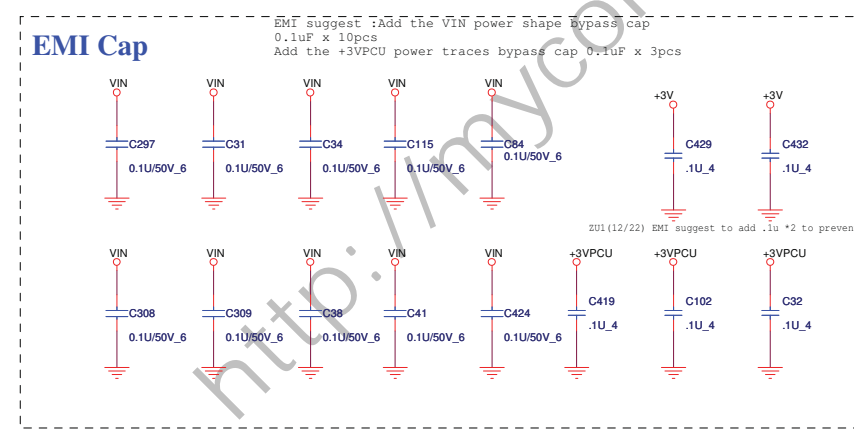 EMI suggest :Add the VIN power shape bypass cap
0.1uF x 10pcs
Add the +3VPCU power traces bypass cap 0.1uF x 3pcs
EMI Cap
VIN VIN VIN VIN VIN +3V +3V
C297 C31 C34 C115 C84 C429 C432
0.1U/50V_6 0.1U/50V_6 0.1U/50V_6 0.1U/50V_6 0.1U/50V_6 .1U_4 .1U_4
ZU1(12/22) EMI suggest to add .1u *2 to preven
VIN VIN VIN VIN VIN +3VPCU +3VPCU +3VPCU
C308 C309 C38 C41 C424 C419 C102 C32
0.1U/50V_6 0.1U/50V_6 0.1U/50V_6 0.1U/50V_6 0.1U/50V_6 .1U_4 .1U_4 .1U_4
http://mycom